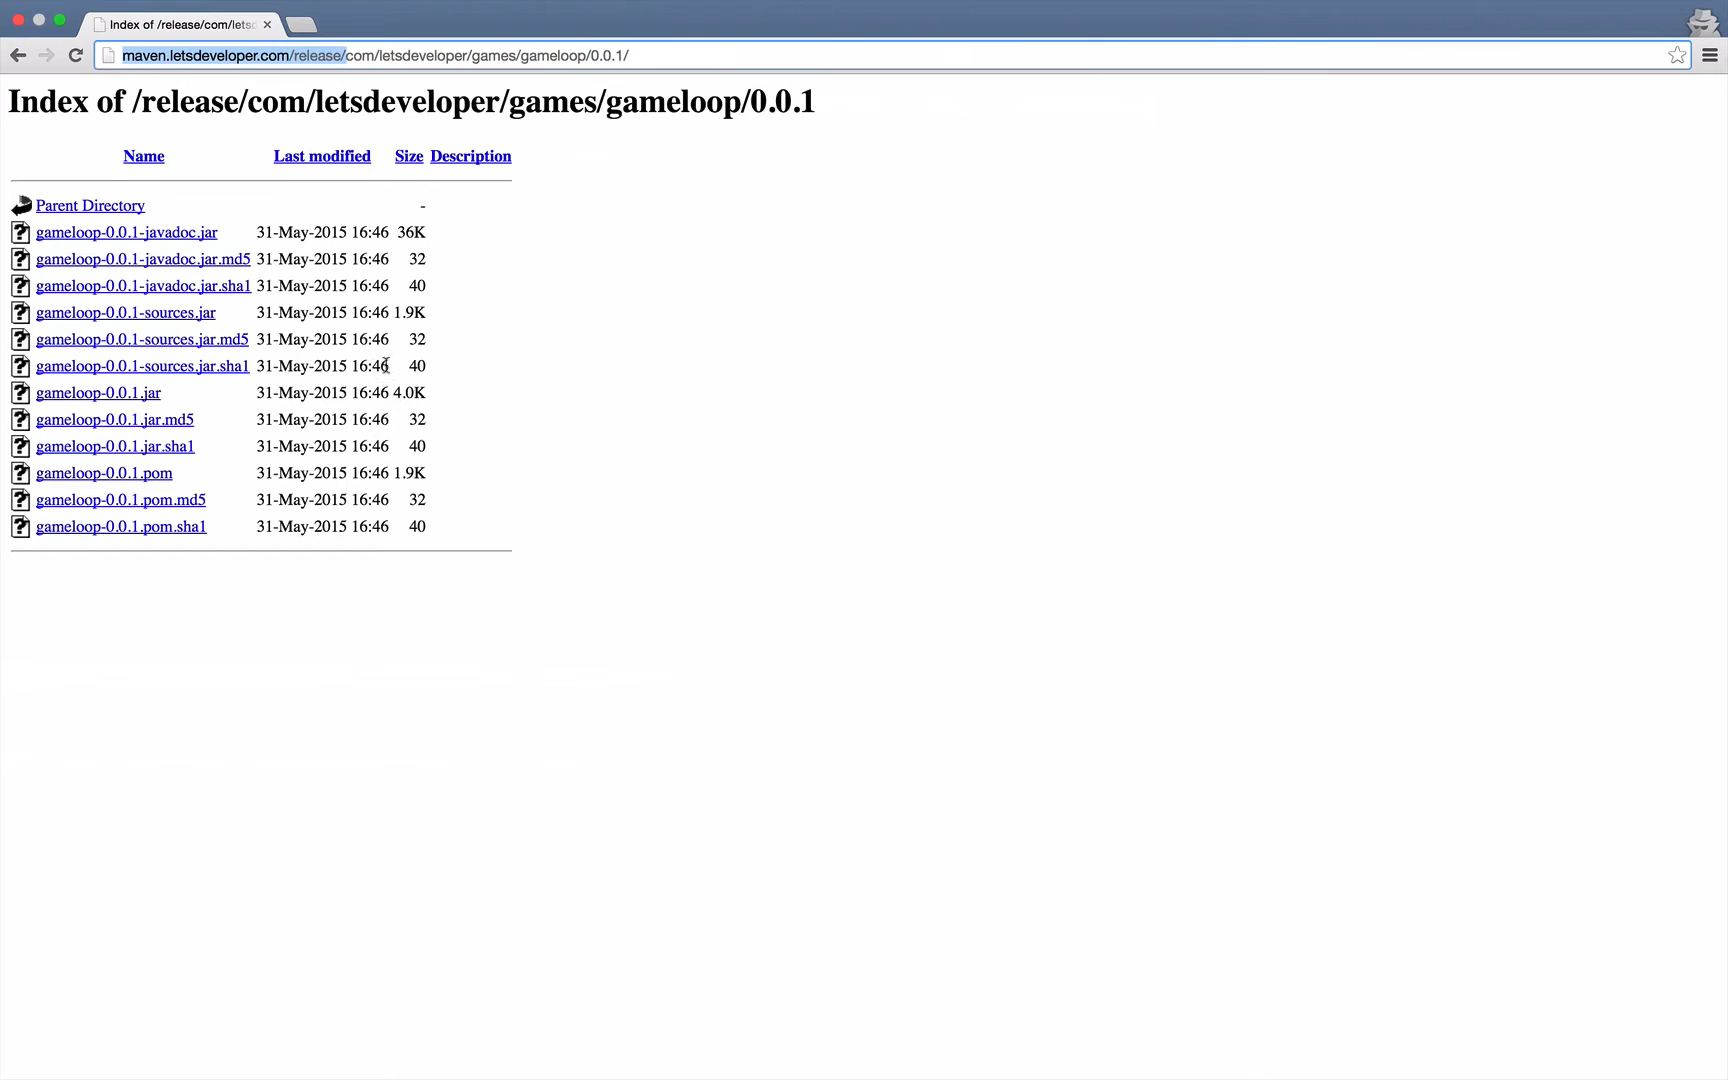 Index of /release/com/lets
maven.letsdeveloper.com/release/com/letsdeveloper/games/gameloop/0.0.1/
Index of /release/com/letsdeveloper/games/gameloop/0.0.1
Name Last modified Size Description
Parent Directory -
gameloop-0.0.1-javadoc.jar 31-May-2015 16:46 36K
gameloop-0.0.1-javadoc.jar.md5 31-May-2015 16:46 32
gameloop-0.0.1-javadoc.jar.sha1 31-May-2015 16:46 40
gameloop-0.0.1-sources.jar 31-May-2015 16:46 1.9K
gameloop-0.0.1-sources.jar.md5 31-May-2015 16:46 32
gameloop-0.0.1-sources.jar.sha1 31-May-2015 16:46 40
gameloop-0.0.1.jar 31-May-2015 16:46 4.0K
gameloop-0.0.1.jar.md5 31-May-2015 16:46 32
gameloop-0.0.1.jar.sha1 31-May-2015 16:46 40
gameloop-0.0.1.pom 31-May-2015 16:46 1.9K
gameloop-0.0.1.pom.md5 31-May-2015 16:46 32
gameloop-0.0.1.pom.sha1 31-May-2015 16:46 40